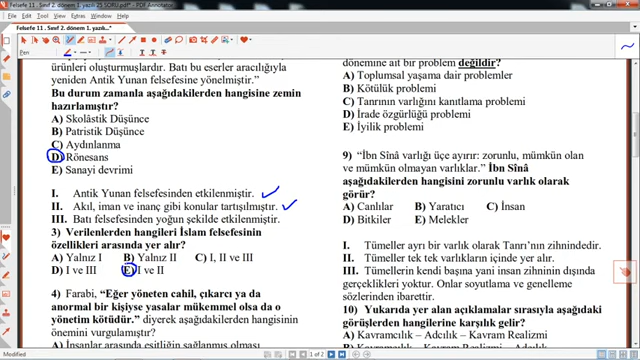 Felsefe 11 . Sınıf 2. dönem 1. yazılı 25 SORU.pdf* - PDF Annotator
Felsefe 11 . Sınıf 2. dönem 1. yazılı...
Pen
ürünleri oluşturmuşlardır. Batı bu eserler aracılığıyla
yeniden Antik Yunan felsefesine yönelmiştir.”
Bu durum zamanla aşağıdakilerden hangisine zemin
hazırlamıştır?
A) Skolâstik Düşünce
B) Patristik Düşünce
C) Aydınlanma
D) Rönesans
E) Sanayi devrimi
I. Antik Yunan felsefesinden etkilenmiştir.
II. Akıl, iman ve inanç gibi konular tartışılmıştır.
III. Batı felsefesinden yoğun şekilde etkilenmiştir.
3) Verilenlerden hangileri İslam felsefesinin
özellikleri arasında yer alır?
A) Yalnız I B) Yalnız II C) I, II ve III
D) I ve III E) I ve II
4) Farabi, “Eğer yöneten cahil, çıkarcı ya da
anormal bir kişiyse yasalar mükemmel olsa da o
yönetim kötüdür.” diyerek aşağıdakilerden hangisinin
önemini vurgulamıştır?
A) İnsanlar arasında eşitliğin sağlanması olması
dönemine ait bir problem değildir?
A) Toplumsal yaşama dair problemler
B) Kötülük problemi
C) Tanrının varlığını kanıtlama problemi
D) İrade özgürlüğü problemi
E) İyilik problemi
9) “İbn Sînâ varlığı üçe ayırır: zorunlu, mümkün olan
ve mümkün olmayan varlıklar.” İbn Sînâ
aşağıdakilerden hangisini zorunlu varlık olarak
görür?
A) Canlılar B) Yaratıcı C) İnsan
D) Bitkiler E) Melekler
I. Tümeller ayrı bir varlık olarak Tanrı’nın zihnindedir.
II. Tümeller tek tek varlıkların içinde yer alır.
III. Tümellerin kendi başına yani insan zihninin dışında
gerçeklikleri yoktur. Onlar soyutlama ve genelleme
sözlerinden ibarettir.
10) Yukarıda yer alan açıklamalar sırasıyla aşağıdaki
görüşlerden hangilerine karşılık gelir?
A) Kavramcılık – Adcılık – Kavram Realizmi
1 of 2